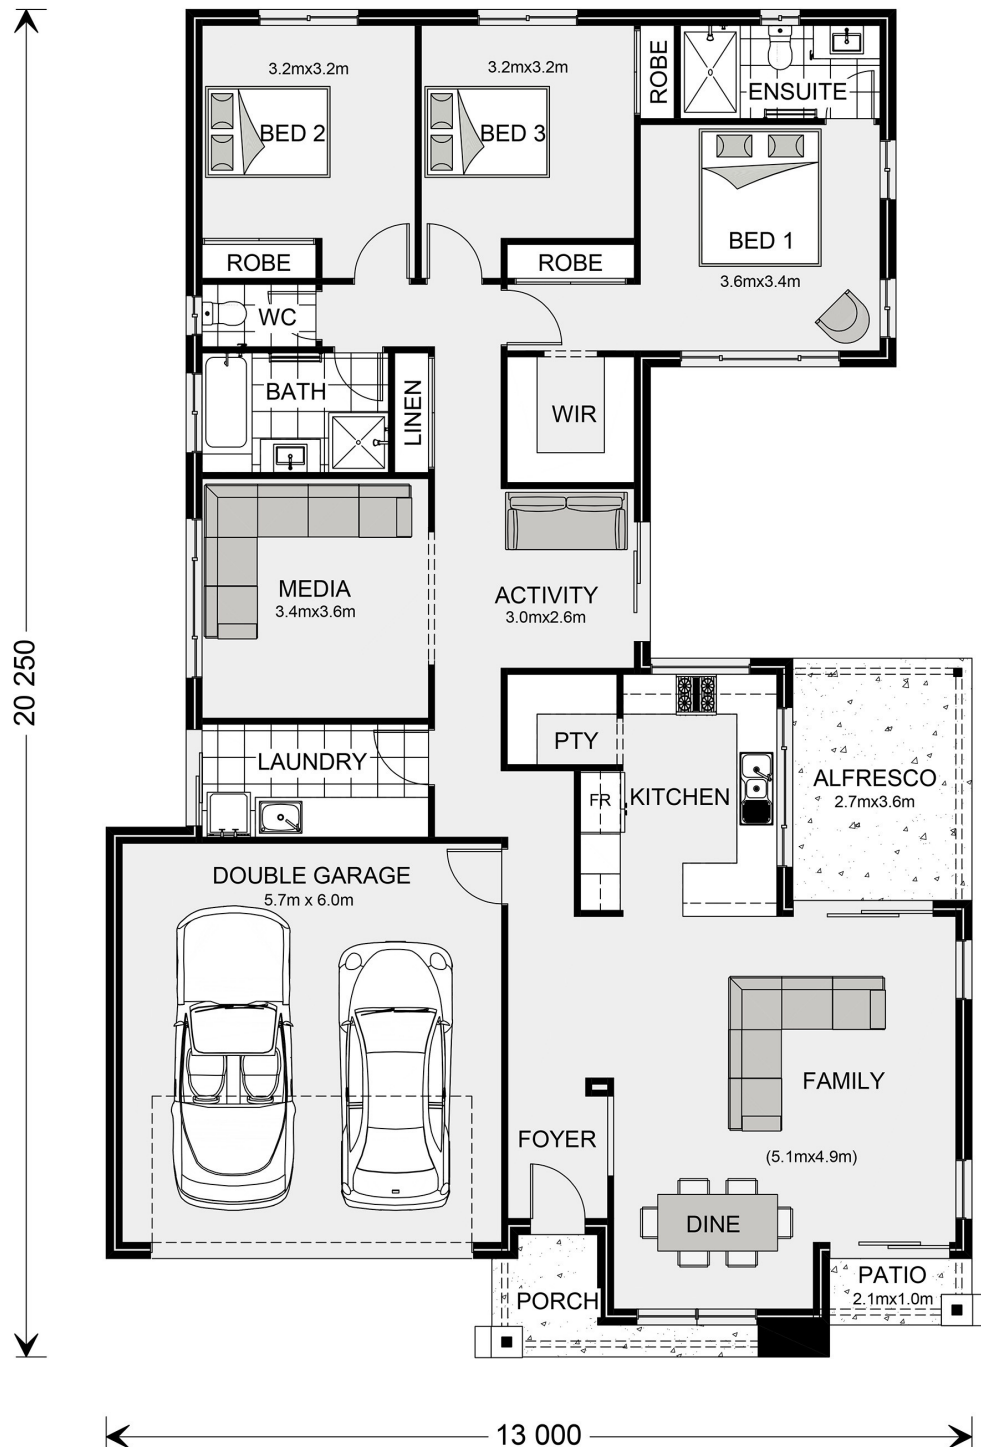 3.2mx3.2m
BED 2
3.2mx3.2m
BED 3
ROBE
ENSUITE
BED 1
3.6mx3.4m
ROBE
ROBE
WC
BATH
LINEN
WIR
MEDIA
3.4mx3.6m
ACTIVITY
3.0mx2.6m
20 250
LAUNDRY
PTY
FR
KITCHEN
ALFRESCO
2.7mx3.6m
DOUBLE GARAGE
5.7m x 6.0m
FAMILY
(5.1mx4.9m)
FOYER
DINE
PORCH
PATIO
2.1mx1.0m
13 000